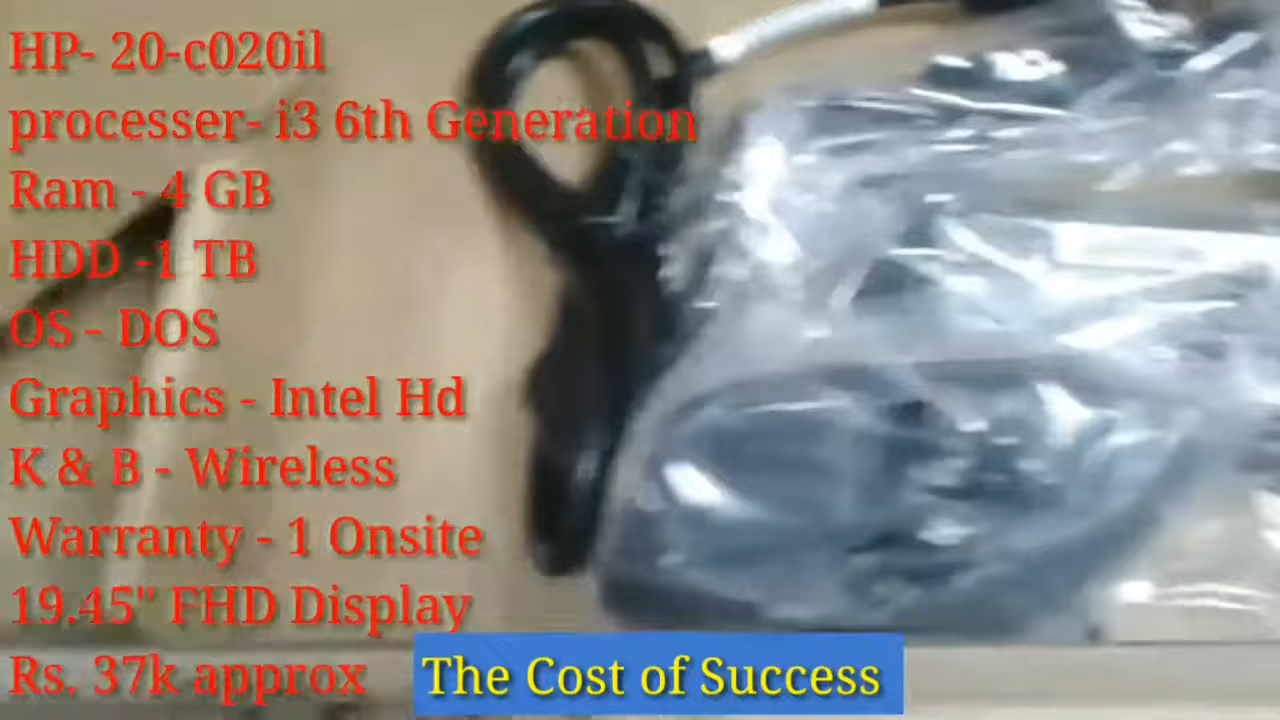 HP- 20-c020il
processer- i3 6th Generation
Ram - 4 GB
HDD -1 TB
OS - DOS
Graphics - Intel Hd
K & B - Wireless
Warranty - 1 Onsite
19.45" FHD Display
Rs. 37k approx
The Cost of Success